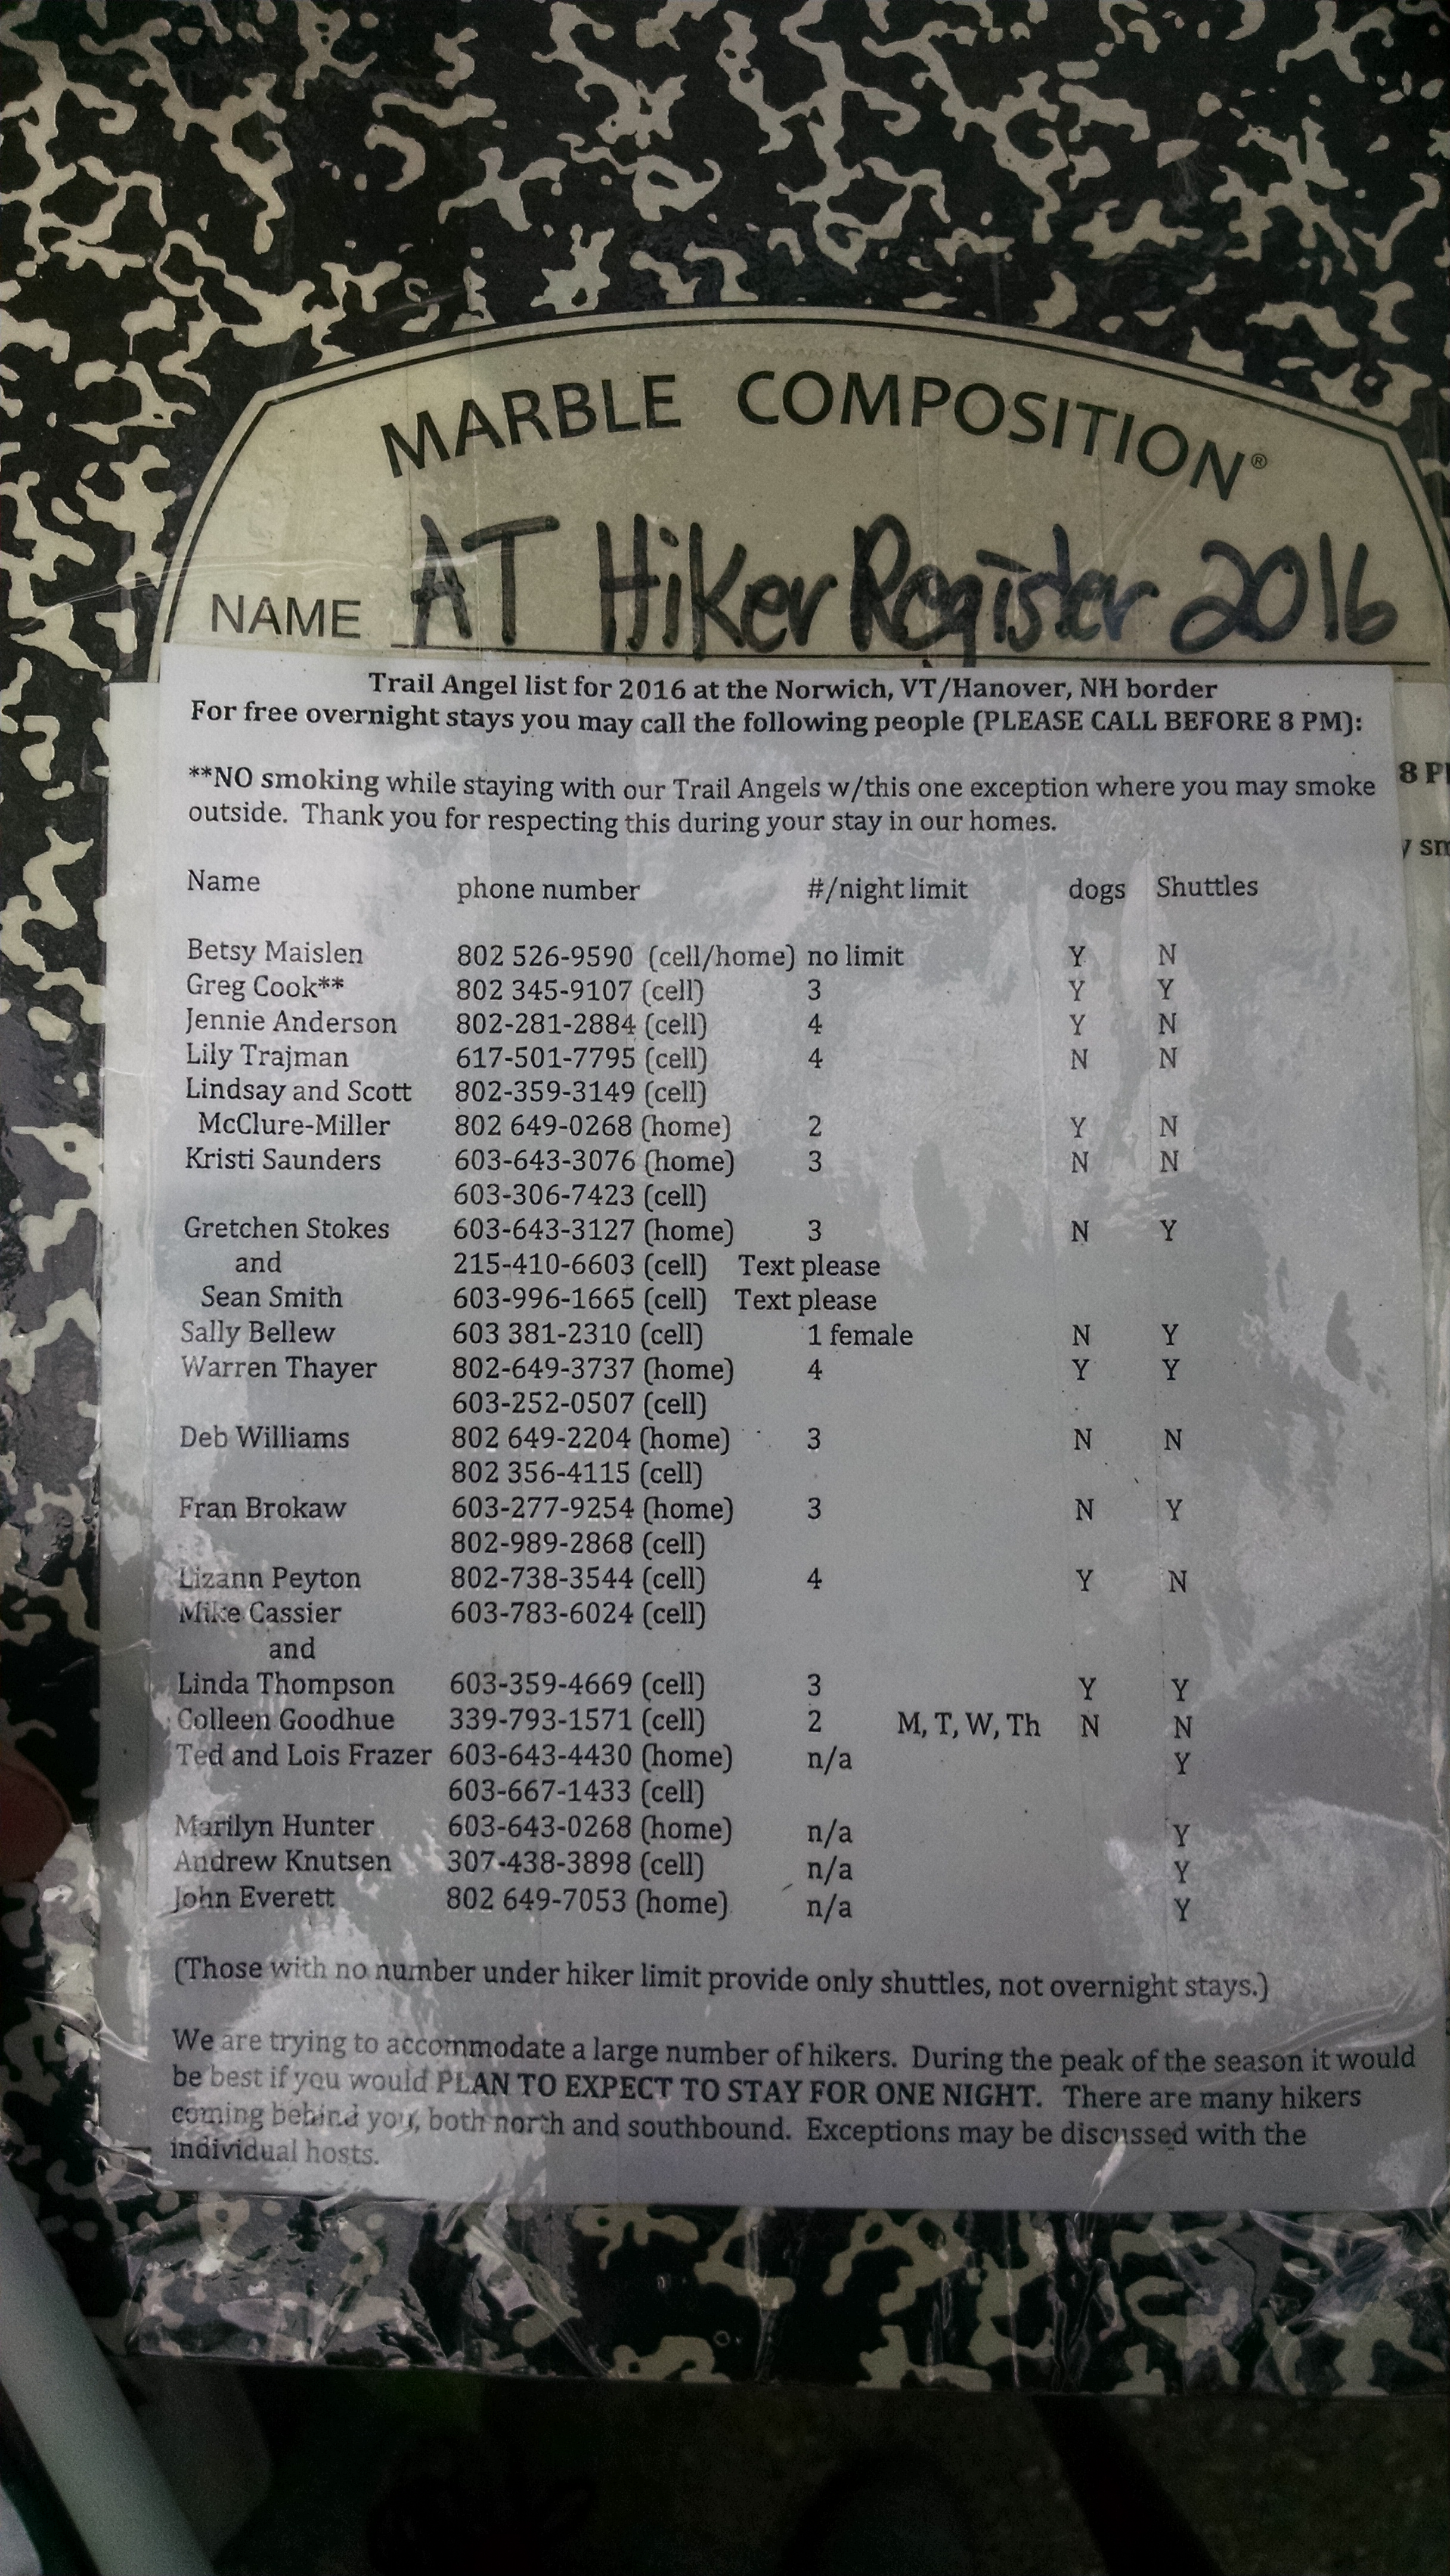 MARBLE COMPOSITION®
NAME AT Hiker Register 2016
Trail Angel list for 2016 at the Norwich, VT/Hanover, NH border
For free overnight stays you may call the following people (PLEASE CALL BEFORE 8 PM):
**NO smoking while staying with our Trail Angels w/this one exception where you may smoke
outside. Thank you for respecting this during your stay in our homes.
Name phone number #/night limit dogs Shuttles
Betsy Maislen 802 526-9590 (cell/home) no limit Y N
Greg Cook** 802 345-9107 (cell) 3 Y Y
Jennie Anderson 802-281-2884 (cell) 4 Y N
Lily Trajman 617-501-7795 (cell) 4 N N
Lindsay and Scott 802-359-3149 (cell)
McClure-Miller 802 649-0268 (home) 2 Y N
Kristi Saunders 603-643-3076 (home) 3 N N
603-306-7423 (cell)
Gretchen Stokes 603-643-3127 (home) 3 N Y
and 215-410-6603 (cell) Text please
Sean Smith 603-996-1665 (cell) Text please
Sally Bellew 603 381-2310 (cell) 1 female N Y
Warren Thayer 802-649-3737 (home) 4 Y Y
603-252-0507 (cell)
Deb Williams 802 649-2204 (home) 3 N N
802 356-4115 (cell)
Fran Brokaw 603-277-9254 (home) 3 N Y
802-989-2868 (cell)
Lizann Peyton 802-738-3544 (cell) 4 Y N
Mike Cassier 603-783-6024 (cell)
and
Linda Thompson 603-359-4669 (cell) 3 Y Y
Colleen Goodhue 339-793-1571 (cell) 2 M, T, W, Th N N
Ted and Lois Frazer 603-643-4430 (home) n/a Y
603-667-1433 (cell)
Marilyn Hunter 603-643-0268 (home) n/a Y
Andrew Knutsen 307-438-3898 (cell) n/a Y
John Everett 802 649-7053 (home) n/a Y
(Those with no number under hiker limit provide only shuttles, not overnight stays.)
We are trying to accommodate a large number of hikers. During the peak of the season it would
be best if you would PLAN TO EXPECT TO STAY FOR ONE NIGHT. There are many hikers
coming behind you, both north and southbound. Exceptions may be discussed with the
individual hosts.